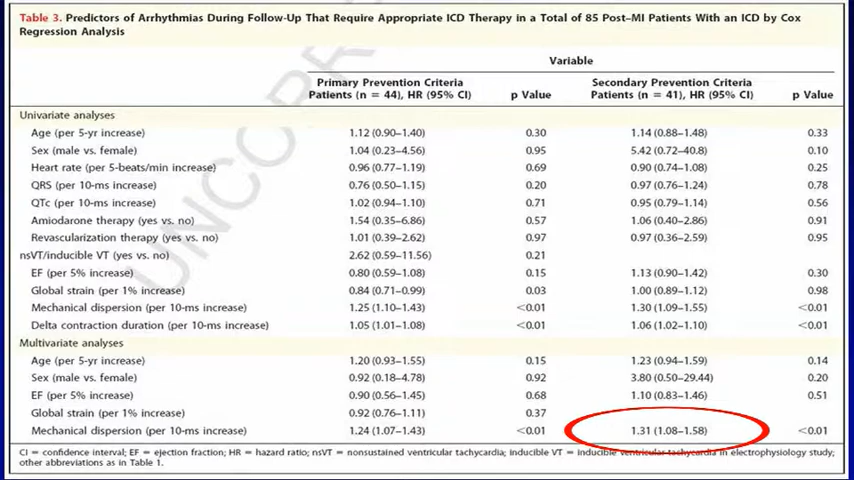 Table 3. Predictors of Arrhythmias During Follow-Up That Require Appropriate ICD Therapy in a Total of 85 Post–MI Patients With an ICD by Cox
Regression Analysis
Variable
Primary Prevention Criteria Secondary Prevention Criteria
Patients (n = 44), HR (95% CI) p Value Patients (n = 41), HR (95% CI) p Value
Univariate analyses
Age (per 5-yr increase) 1.12 (0.90–1.40) 0.30 1.14 (0.88–1.48) 0.33
Sex (male vs. female) 1.04 (0.23–4.56) 0.95 5.42 (0.72–40.8) 0.10
Heart rate (per 5-beats/min increase) 0.96 (0.77–1.19) 0.69 0.90 (0.74–1.08) 0.25
QRS (per 10-ms increase) 0.76 (0.50–1.15) 0.20 0.97 (0.76–1.24) 0.78
QTc (per 10-ms increase) 1.02 (0.94–1.10) 0.71 0.95 (0.79–1.14) 0.56
Amiodarone therapy (yes vs. no) 1.54 (0.35–6.86) 0.57 1.06 (0.40–2.86) 0.91
Revascularization therapy (yes vs. no) 1.01 (0.39–2.62) 0.97 0.97 (0.36–2.59) 0.95
nsVT/inducible VT (yes vs. no) 2.62 (0.59–11.56) 0.21
EF (per 5% increase) 0.80 (0.59–1.08) 0.15 1.13 (0.90–1.42) 0.30
Global strain (per 1% increase) 0.84 (0.71–0.99) 0.03 1.00 (0.89–1.12) 0.98
Mechanical dispersion (per 10-ms increase) 1.25 (1.10–1.43) <0.01 1.30 (1.09–1.55) <0.01
Delta contraction duration (per 10-ms increase) 1.05 (1.01–1.08) <0.01 1.06 (1.02–1.10) <0.01
Multivariate analyses
Age (per 5-yr increase) 1.20 (0.93–1.55) 0.15 1.23 (0.94–1.59) 0.14
Sex (male vs. female) 0.92 (0.18–4.78) 0.92 3.80 (0.50–29.44) 0.20
EF (per 5% increase) 0.90 (0.56–1.45) 0.68 1.10 (0.83–1.46) 0.51
Global strain (per 1% increase) 0.92 (0.76–1.11) 0.37
Mechanical dispersion (per 10-ms increase) 1.24 (1.07–1.43) <0.01 1.31 (1.08–1.58) <0.01
CI = confidence interval; EF = ejection fraction; HR = hazard ratio; nsVT = nonsustained ventricular tachycardia; inducible VT = inducible ventricular tachycardia in electrophysiology study;
other abbreviations as in Table 1.
UNCORR